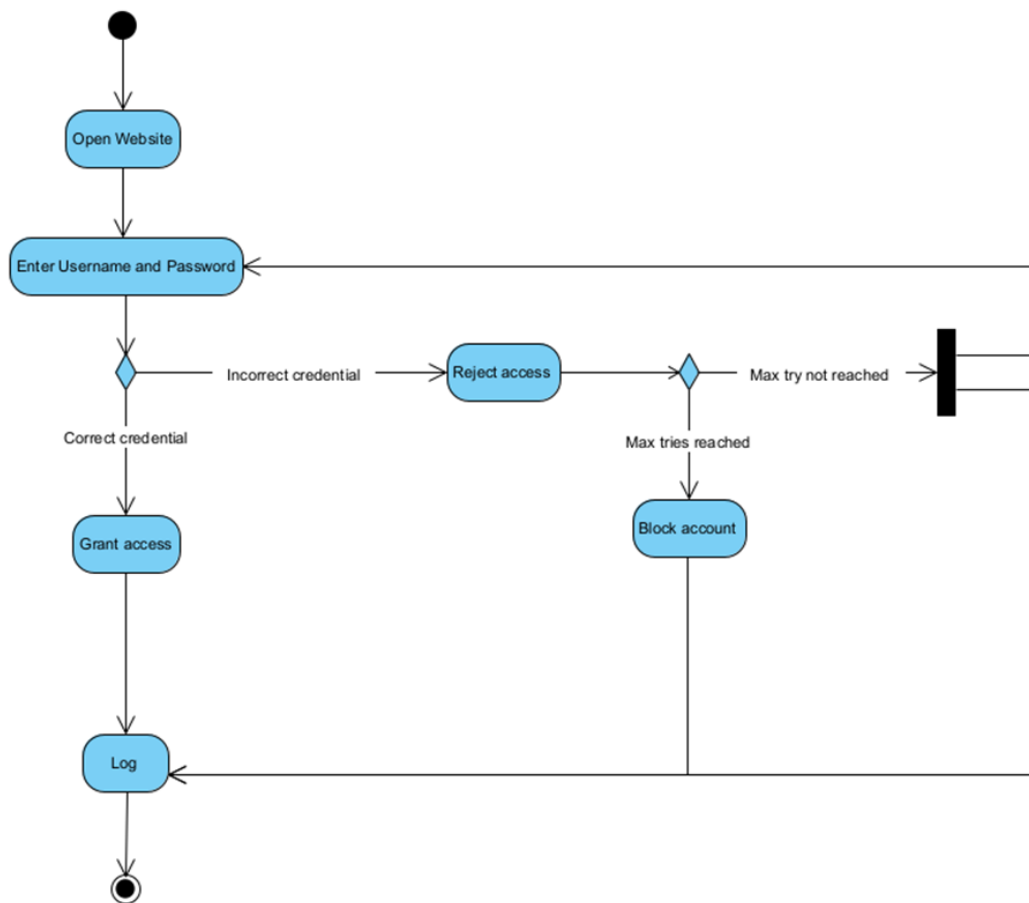 Open Website
Enter Username and Password
Incorrect credential
Reject access
Max try not reached
Correct credential
Max tries reached
Grant access
Block account
Log